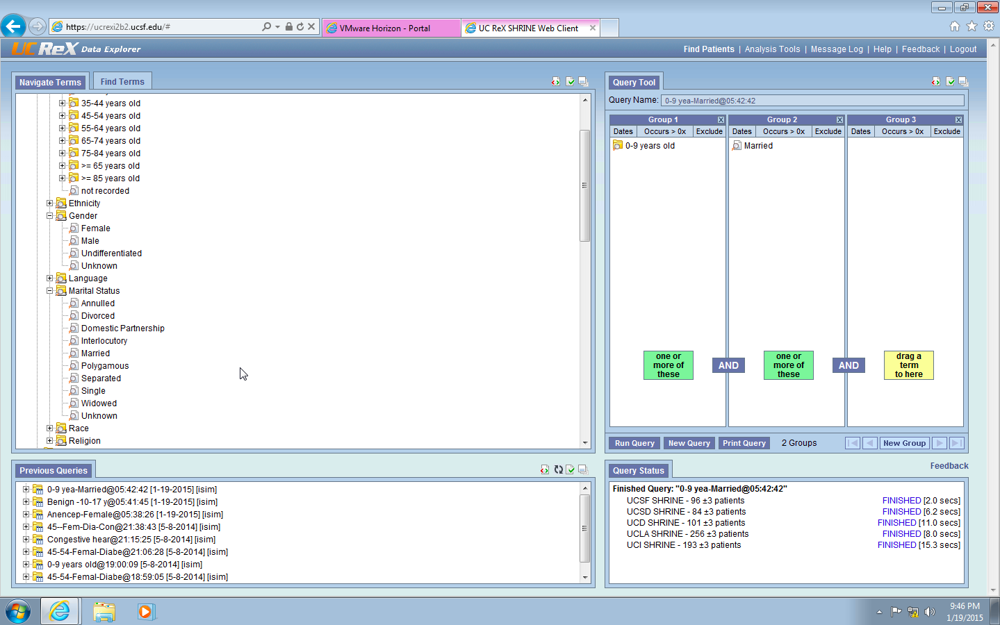 https://ucrexi2b2.ucsf.edu/#
VMware Horizon - Portal
UC ReX SHRINE Web Client
UC ReX Data Explorer
Find Patients | Analysis Tools | Message Log | Help | Feedback | Logout
Navigate Terms
Find Terms
35-44 years old
45-54 years old
55-64 years old
65-74 years old
75-84 years old
>= 65 years old
>= 85 years old
not recorded
Ethnicity
Gender
Female
Male
Undifferentiated
Unknown
Language
Marital Status
Annulled
Divorced
Domestic Partnership
Interlocutory
Married
Polygamous
Separated
Single
Widowed
Unknown
Race
Religion
Query Tool
Query Name: 0-9 yea-Married@05:42:42
Group 1
Group 2
Group 3
Dates Occurs > 0x Exclude
Dates Occurs > 0x Exclude
Dates Occurs > 0x Exclude
0-9 years old
Married
one or
more of
these
AND
one or
more of
these
AND
drag a
term
to here
Run Query
New Query
Print Query
2 Groups
New Group
Previous Queries
0-9 yea-Married@05:42:42 [1-19-2015] [isim]
Benign -10-17 y@05:41:45 [1-19-2015] [isim]
Anencep-Female@05:38:26 [1-19-2015] [isim]
45--Fem-Dia-Con@21:38:43 [5-8-2014] [isim]
Congestive hear@21:15:25 [5-8-2014] [isim]
45-54-Femal-Diabe@21:06:28 [5-8-2014] [isim]
0-9 years old@19:00:09 [5-8-2014] [isim]
45-54-Femal-Diabe@18:59:05 [5-8-2014] [isim]
Query Status
Feedback
Finished Query: "0-9 yea-Married@05:42:42"
UCSF SHRINE - 96 ±3 patients FINISHED [2.0 secs]
UCSD SHRINE - 84 ±3 patients FINISHED [6.2 secs]
UCD SHRINE - 101 ±3 patients FINISHED [11.0 secs]
UCLA SHRINE - 256 ±3 patients FINISHED [8.0 secs]
UCI SHRINE - 193 ±3 patients FINISHED [15.3 secs]
9:46 PM
1/19/2015